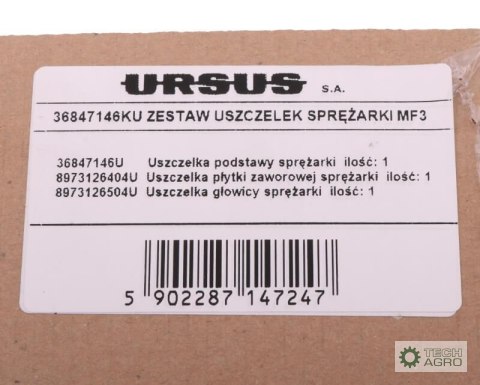 URSUS S.A.
36847146KU ZESTAW USZCZELEK SPRĘŻARKI MF3
36847146U Uszczelka podstawy sprężarki ilość: 1
8973126404U Uszczelka płytki zaworowej sprężarki ilość: 1
8973126504U Uszczelka głowicy sprężarki ilość: 1
5 902287 147247
TECH
AGRO